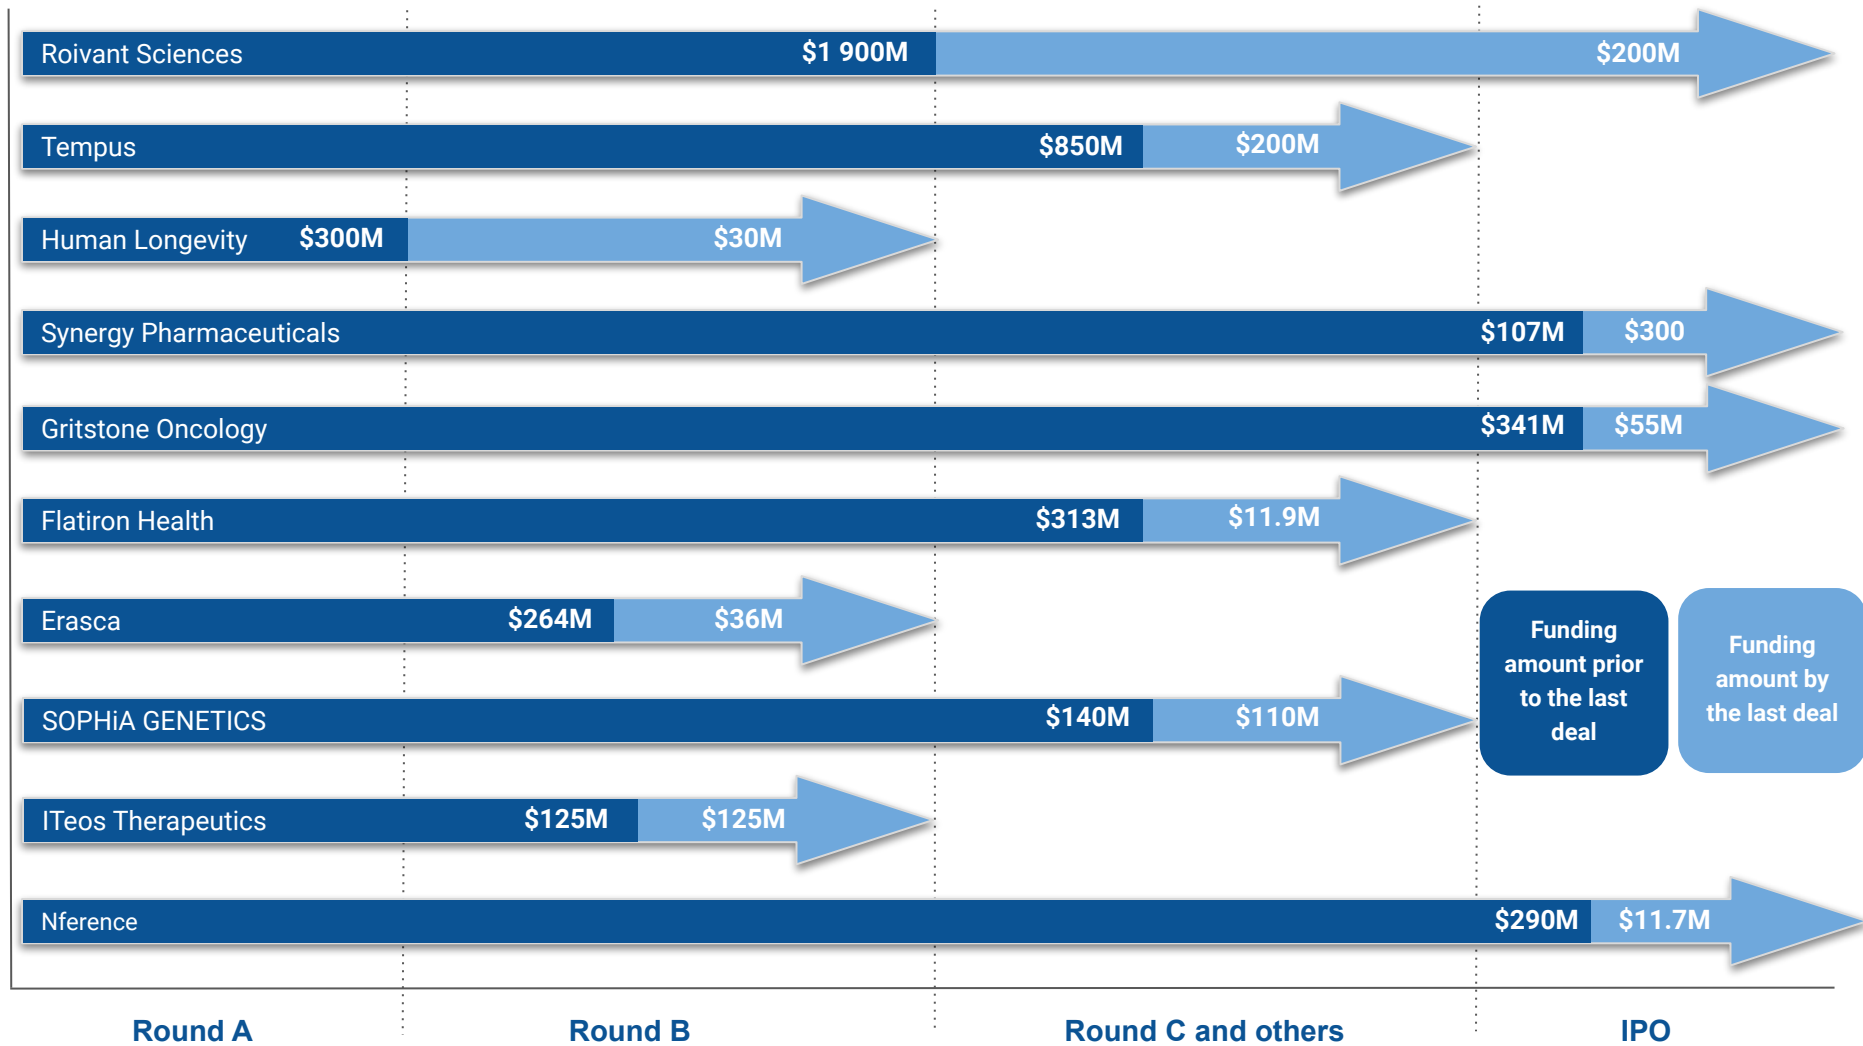 Roivant Sciences $1 900M $200M
Tempus $850M $200M
Human Longevity $300M $30M
Synergy Pharmaceuticals $107M $300
Gritstone Oncology $341M $55M
Flatiron Health $313M $11.9M
Erasca $264M $36M
Funding
amount prior
to the last
deal
Funding
amount by
the last deal
SOPHiA GENETICS $140M $110M
ITeos Therapeutics $125M $125M
Nference $290M $11.7M
Round A Round B Round C and others IPO